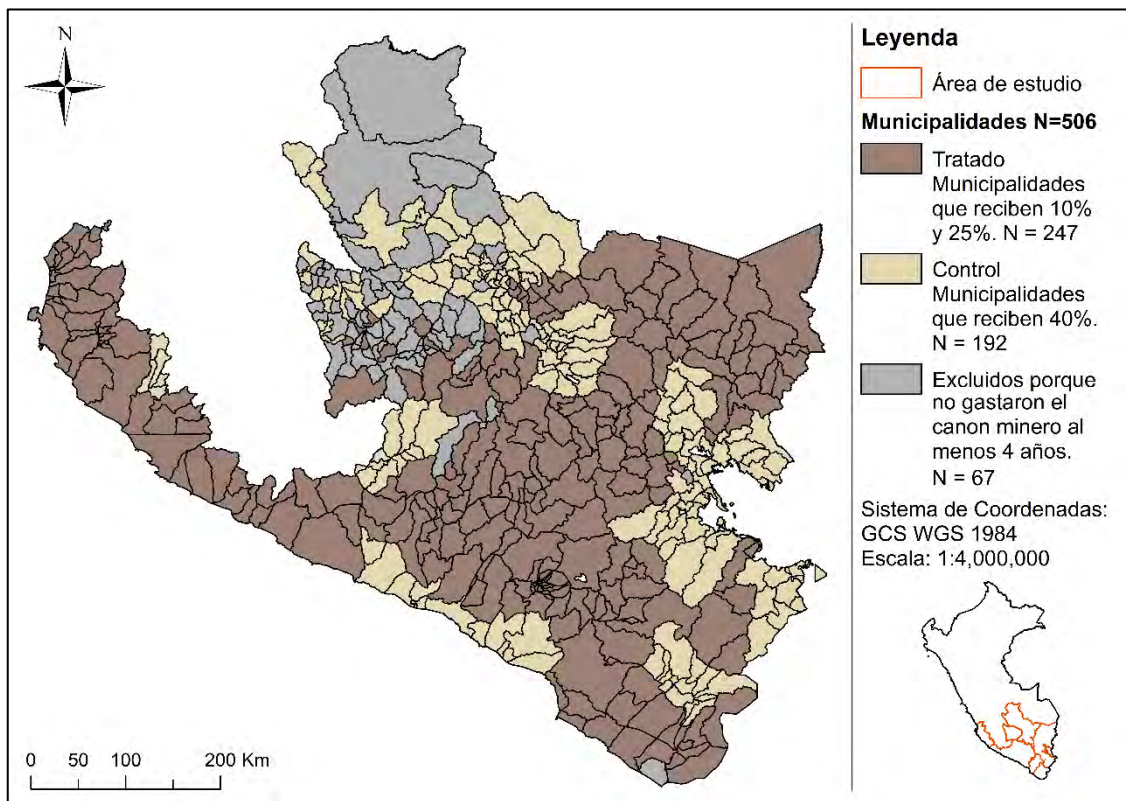 N
Leyenda
Área de estudio
Municipalidades N=506
Tratado
Municipalidades
que reciben 10%
y 25%. N = 247
Control
Municipalidades
que reciben 40%.
N = 192
Excluidos porque
no gastaron el
canon minero al
menos 4 años.
N = 67
Sistema de Coordenadas:
GCS WGS 1984
Escala: 1:4,000,000
0 50 100 200 Km